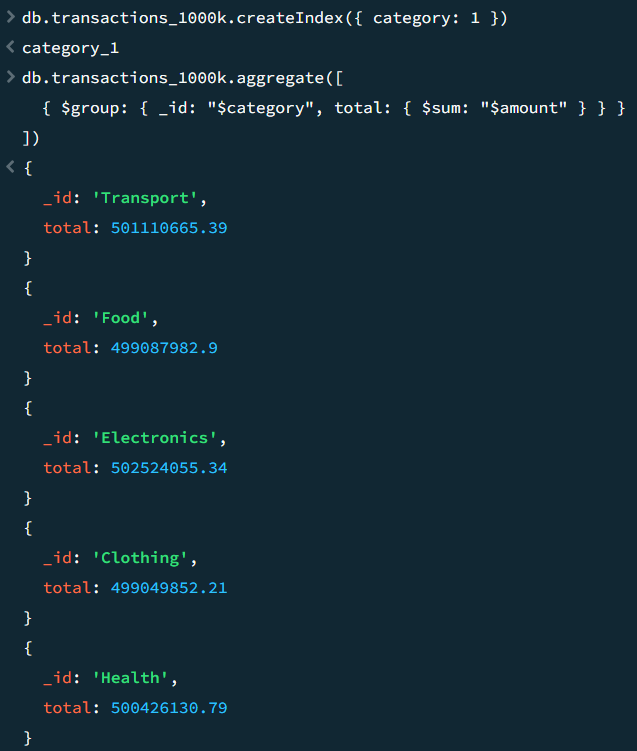 > db.transactions_1000k.createIndex({ category: 1 })
< category_1
> db.transactions_1000k.aggregate([
  { $group: { _id: "$category", total: { $sum: "$amount" } } }
])
< {
  _id: 'Transport',
  total: 501110665.39
}
{
  _id: 'Food',
  total: 499087982.9
}
{
  _id: 'Electronics',
  total: 502524055.34
}
{
  _id: 'Clothing',
  total: 499049852.21
}
{
  _id: 'Health',
  total: 500426130.79
}